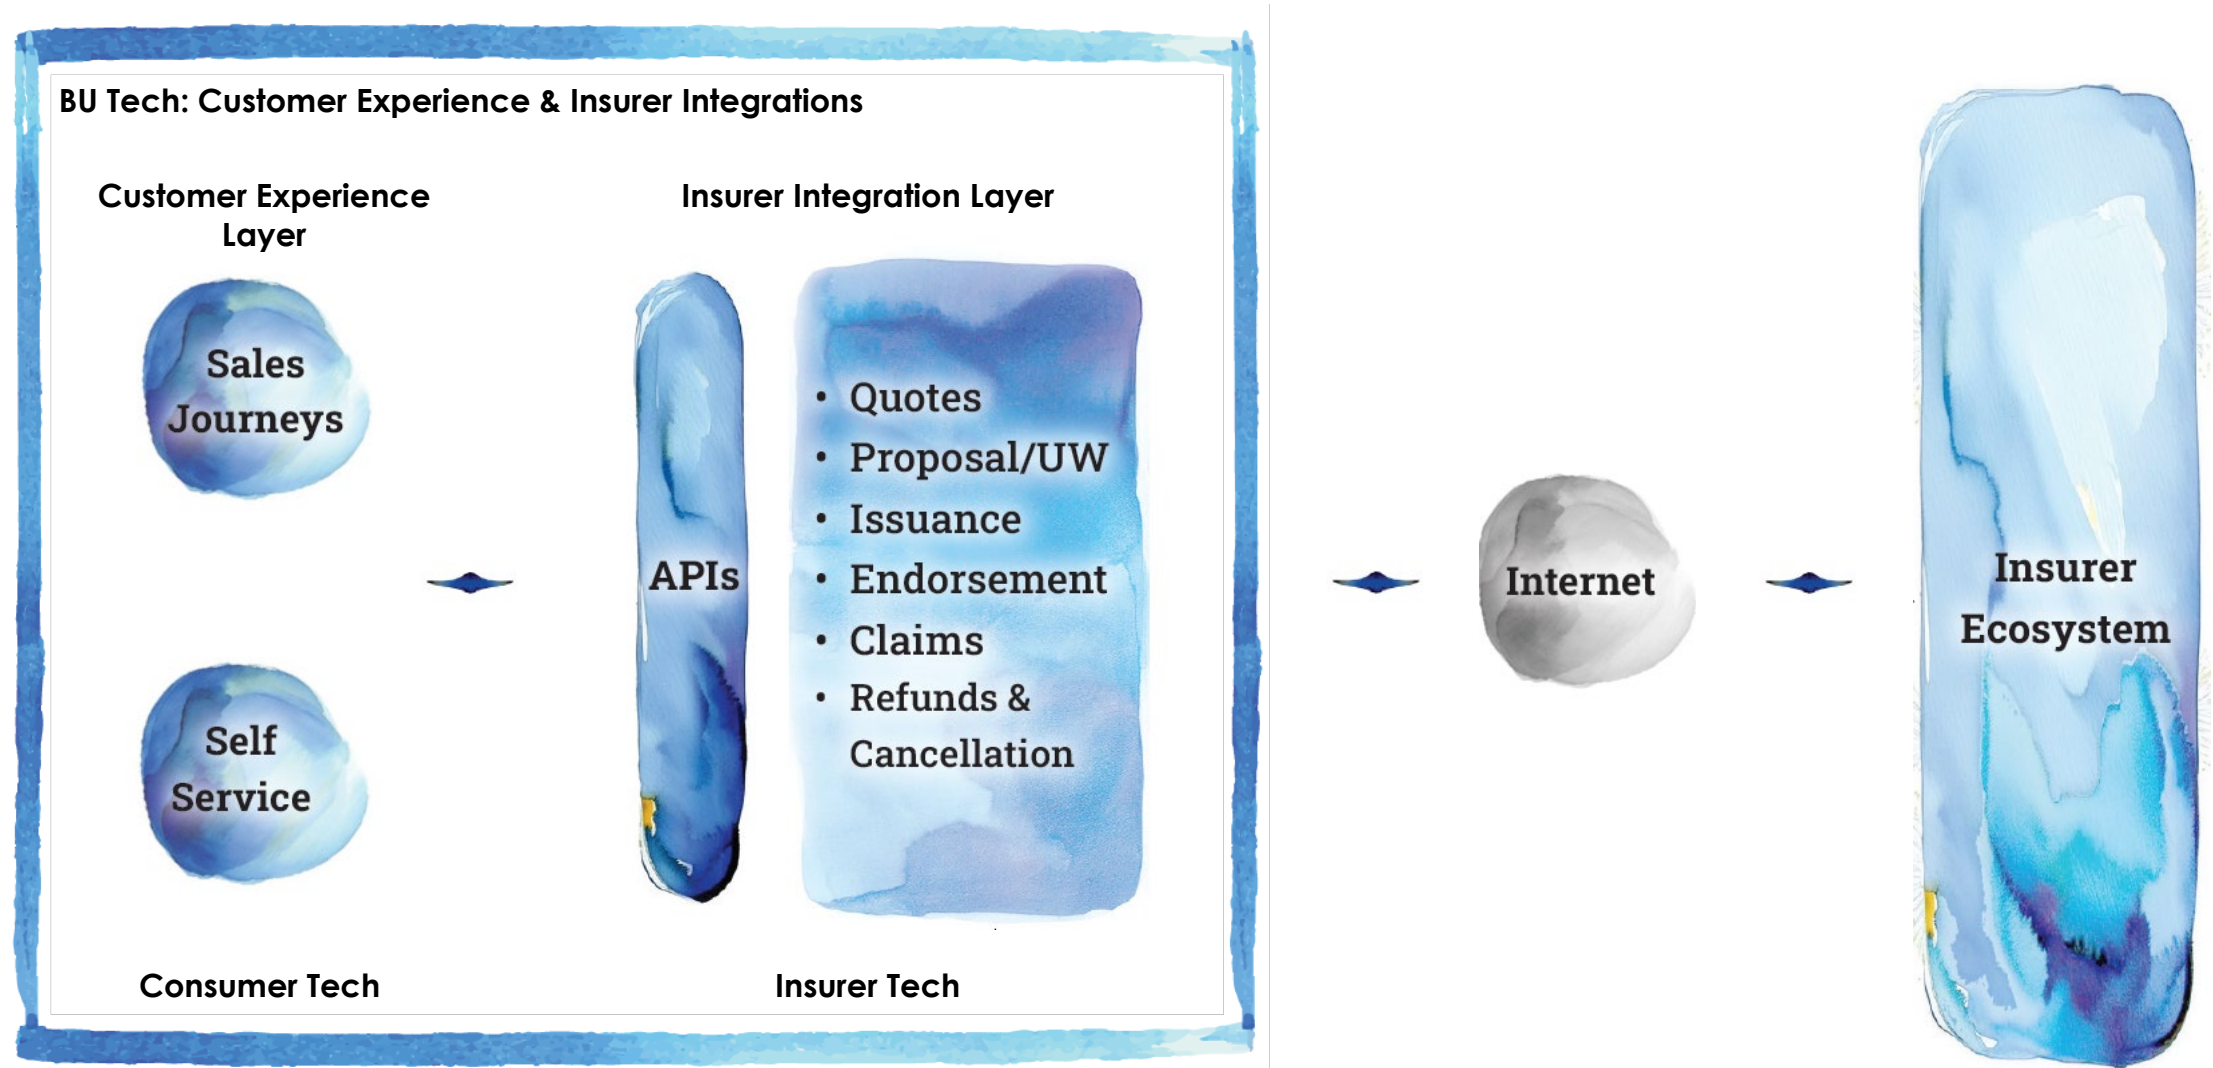 BU Tech: Customer Experience & Insurer Integrations
Customer Experience
Layer
Sales
Journeys
Self
Service
Consumer Tech
Insurer Integration Layer
APIs
• Quotes
• Proposal/UW
• Issuance
• Endorsement
• Claims
• Refunds &
Cancellation
Insurer Tech
Internet
Insurer
Ecosystem